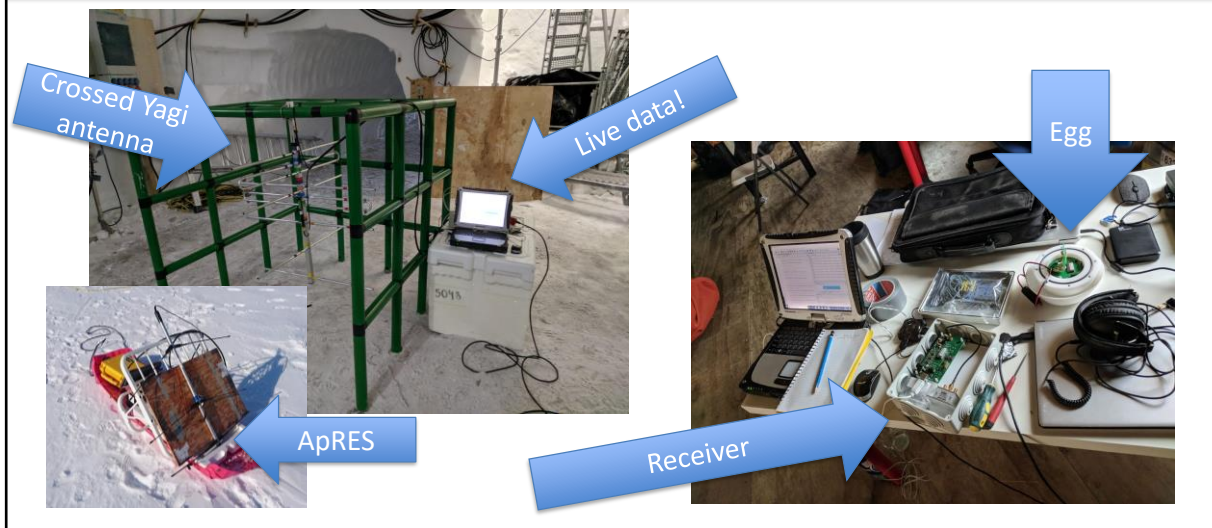 Crossed Yagi
antenna
Live data!
Egg
5043
ApRES
Receiver